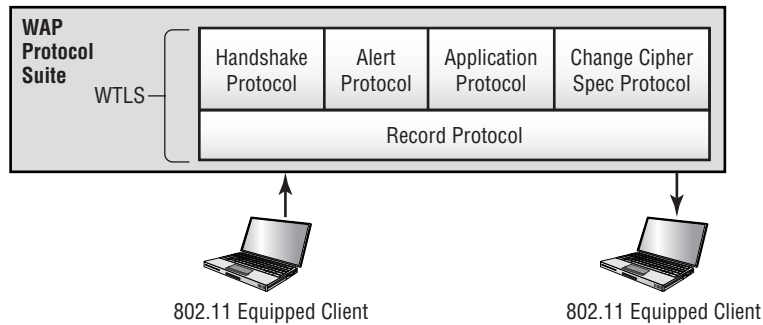 WAP
Protocol
Suite
WTLS
Handshake
Protocol
Alert
Protocol
Application
Protocol
Change Cipher
Spec Protocol
Record Protocol
802.11 Equipped Client
802.11 Equipped Client